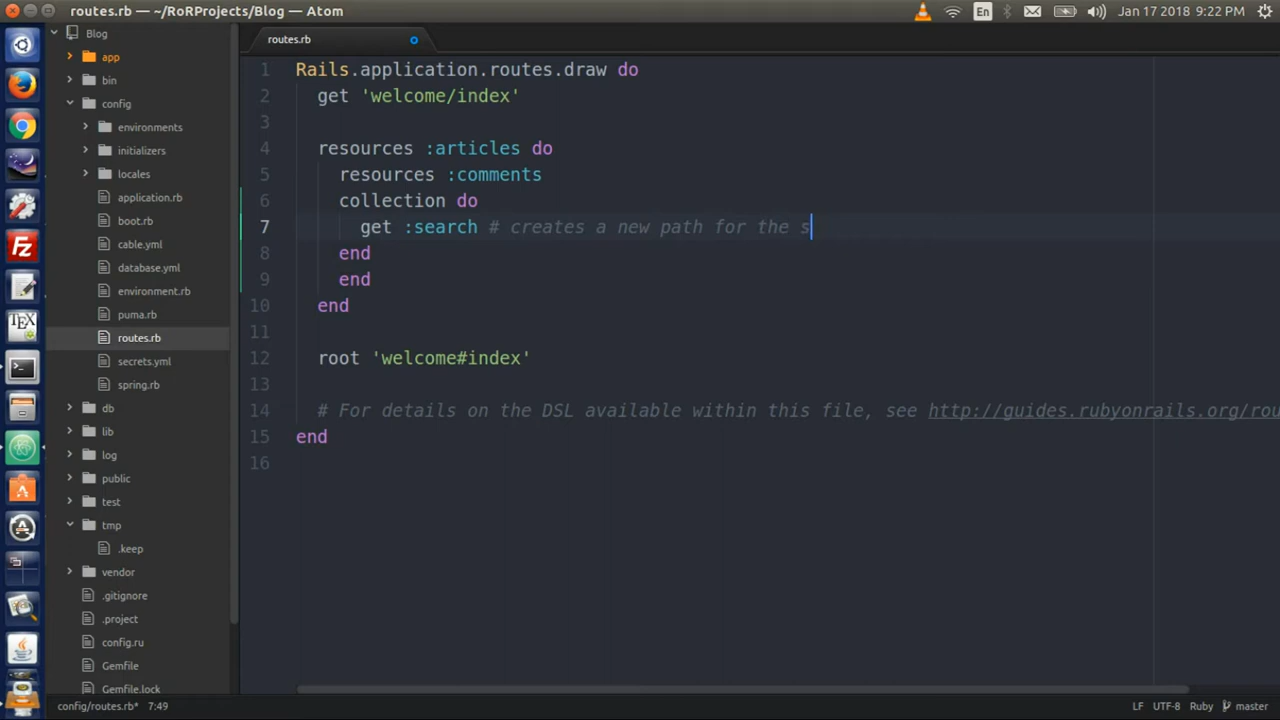 routes.rb — ~/RoRProjects/Blog — Atom
En
Jan 17 2018 9:22 PM
Blog
app
bin
config
environments
initializers
locales
application.rb
boot.rb
cable.yml
database.yml
environment.rb
puma.rb
routes.rb
secrets.yml
spring.rb
db
lib
log
public
test
tmp
.keep
vendor
.gitignore
.project
config.ru
Gemfile
Gemfile.lock
routes.rb
1 Rails.application.routes.draw do
2 get 'welcome/index'
3
4 resources :articles do
5 resources :comments
6 collection do
7 get :search # creates a new path for the s
8 end
9 end
10 end
11
12 root 'welcome#index'
13
14 # For details on the DSL available within this file, see http://guides.rubyonrails.org/rou
15 end
16
config/routes.rb* 7:49
LF UTF-8 Ruby master